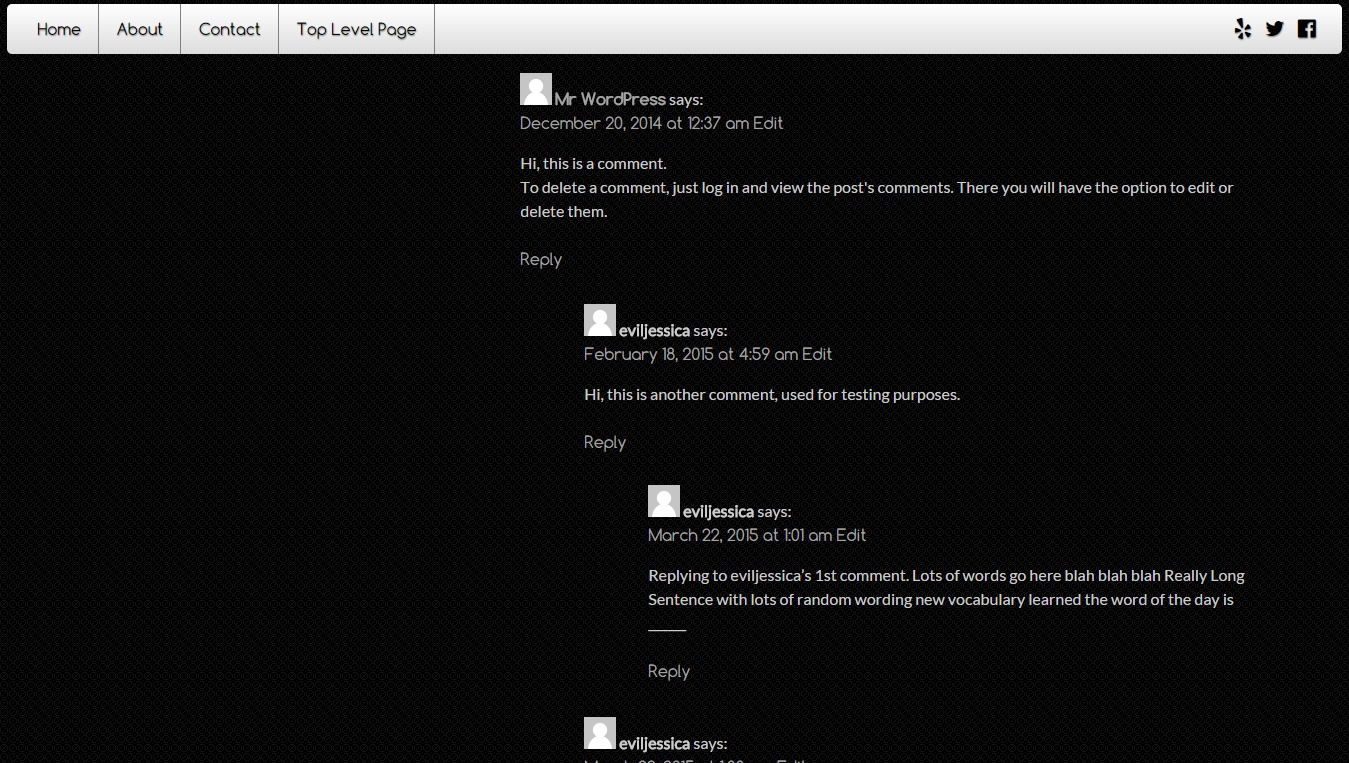 Home About Contact Top Level Page
Mr WordPress says:
December 20, 2014 at 12:37 am Edit
Hi, this is a comment.
To delete a comment, just log in and view the post's comments. There you will have the option to edit or
delete them.
Reply
eviljessica says:
February 18, 2015 at 4:59 am Edit
Hi, this is another comment, used for testing purposes.
Reply
eviljessica says:
March 22, 2015 at 1:01 am Edit
Replying to eviljessica’s 1st comment. Lots of words go here blah blah blah Really Long
Sentence with lots of random wording new vocabulary learned the word of the day is
_____
Reply
eviljessica says: